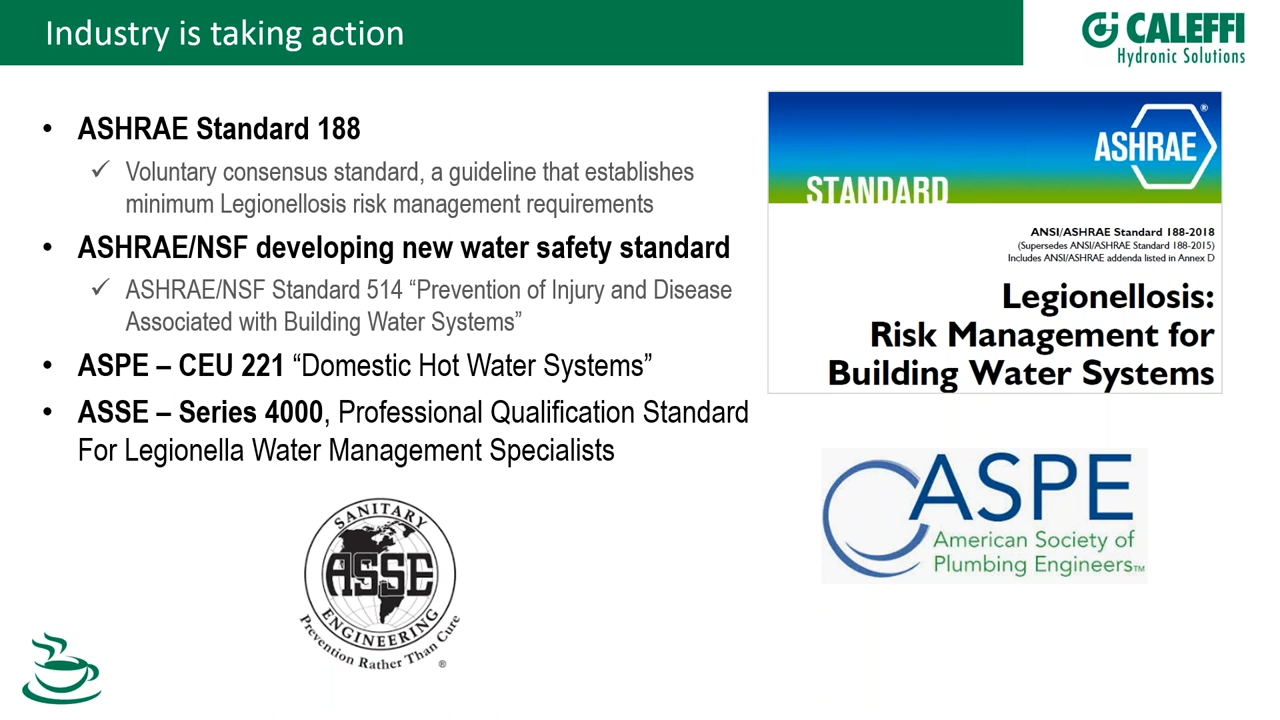 Industry is taking action
CALEFFI
Hydronic Solutions
• ASHRAE Standard 188
✓ Voluntary consensus standard, a guideline that establishes
minimum Legionellosis risk management requirements
• ASHRAE/NSF developing new water safety standard
✓ ASHRAE/NSF Standard 514 “Prevention of Injury and Disease
Associated with Building Water Systems”
• ASPE – CEU 221 “Domestic Hot Water Systems”
• ASSE – Series 4000, Professional Qualification Standard
For Legionella Water Management Specialists
ASHRAE®
STANDARD
ANSI/ASHRAE Standard 188-2018
(Supersedes ANSI/ASHRAE Standard 188-2015)
Includes ANSI/ASHRAE addenda listed in Annex D
Legionellosis:
Risk Management for
Building Water Systems
ASPE
American Society of
Plumbing Engineers™
SANITARY
ASSE
ENGINEERING
Prevention Rather Than Cure
®